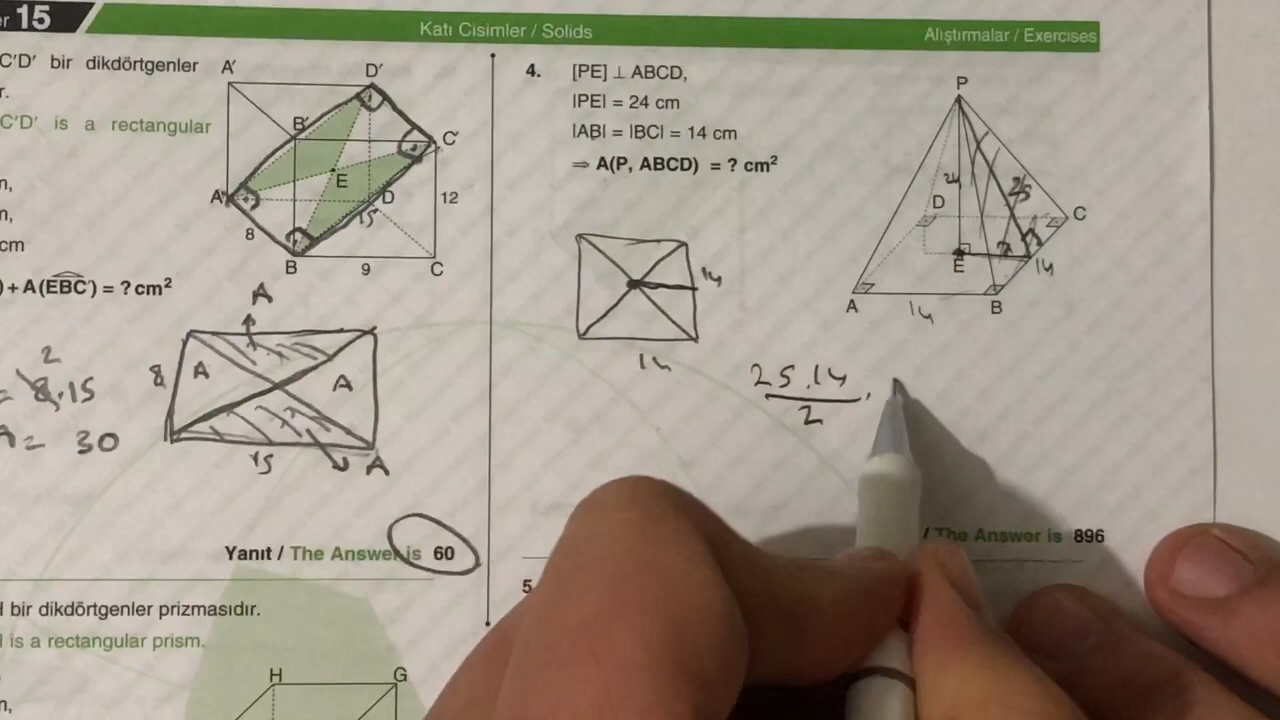 er 15
Katı Cisimler / Solids
Alıştırmalar / Exercises
C'D' bir dikdörtgenler
r.
C'D' is a rectangular
n,
n,
cm
) + A(EBC) = ? cm²
A'
D'
B'
C'
A'
E
D
12
15
8
B
9
C
A
2
= 8.15
A = 30
8
A
A
15
A
Yanıt / The Answer is 60
H bir dikdörtgenler prizmasıdır.
H is a rectangular prism.
n,
H
G
4.
[PE] ⊥ ABCD,
|PE| = 24 cm
|AB| = |BC| = 14 cm
⇒ A(P, ABCD) = ? cm²
P
24
25
D
C
E
7
14
A
14
B
14
14
25.14
2
.
/ The Answer is 896
5